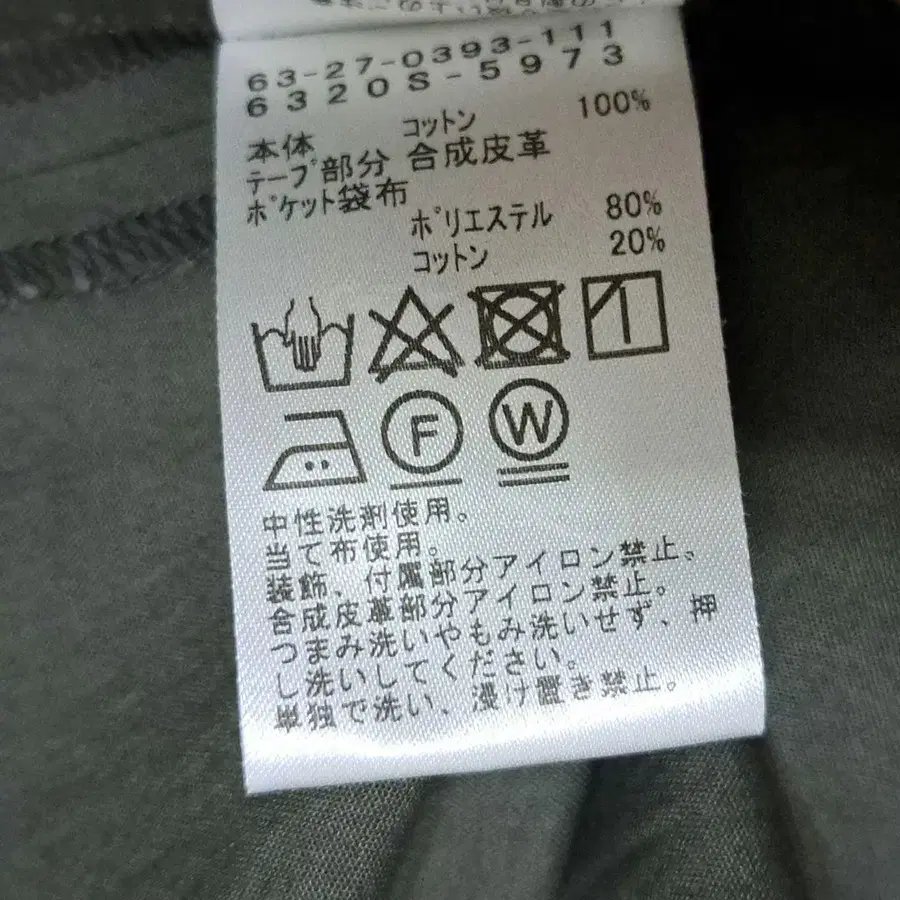 63-27-0393-111
6320S-5973
本体 コットン 100%
テープ部分 合成皮革
ポケット袋布
ポリエステル 80%
コットン 20%
F W
中性洗剤使用。
当て布使用。
装飾、付属部分アイロン禁止。
合成皮革部分アイロン禁止。
つまみ洗いやもみ洗いせず、押
し洗いしてください。
単独で洗い、浸け置き禁止。